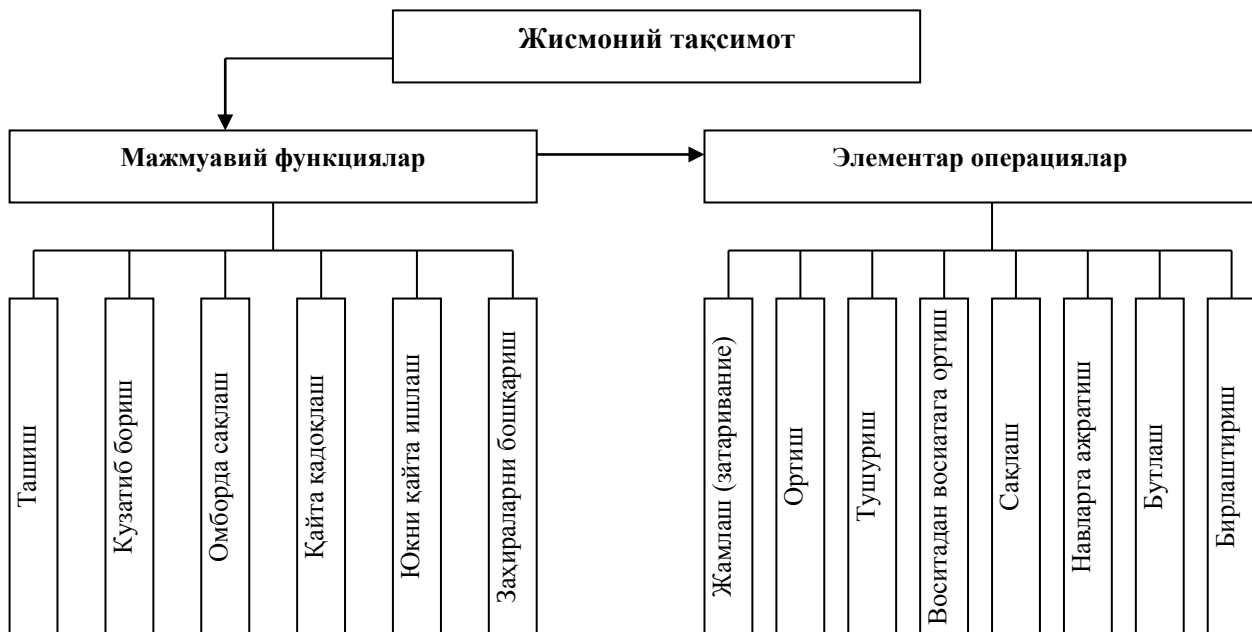 Жисмоний тақсимот
Мажмуавий функциялар
Элементар операциялар
Ташиш
Кузатиб бориш
Омборда сақлаш
Қайта қадоқлаш
Юкни қайта ишлаш
Заҳираларни бошқариш
Жамлаш (затаривание)
Ортиш
Тушуриш
Воситадан восиатага ортиш
Сақлаш
Навларга ажратиш
Бутлаш
Бирлаштириш